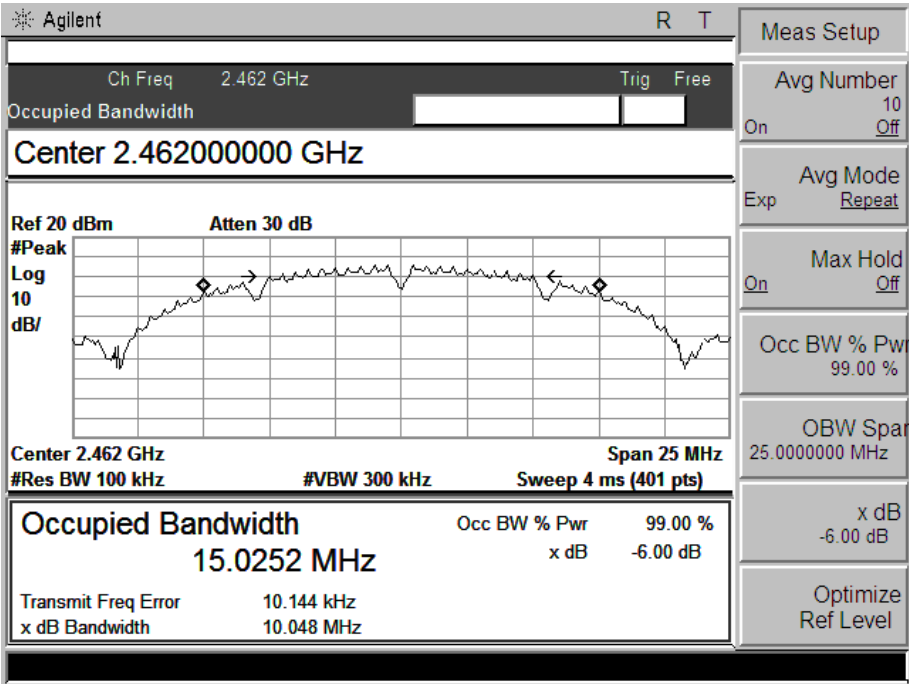 Agilent R T
Ch Freq 2.462 GHz Trig Free
Occupied Bandwidth
Center 2.462000000 GHz
Ref 20 dBm Atten 30 dB
#Peak
Log
10
dB/
Center 2.462 GHz Span 25 MHz
#Res BW 100 kHz #VBW 300 kHz Sweep 4 ms (401 pts)
Occupied Bandwidth Occ BW % Pwr 99.00 %
15.0252 MHz x dB -6.00 dB
Transmit Freq Error 10.144 kHz
x dB Bandwidth 10.048 MHz
Meas Setup
Avg Number
10
On Off
Avg Mode
Exp Repeat
Max Hold
On Off
Occ BW % Pwr
99.00 %
OBW Span
25.0000000 MHz
x dB
-6.00 dB
Optimize
Ref Level